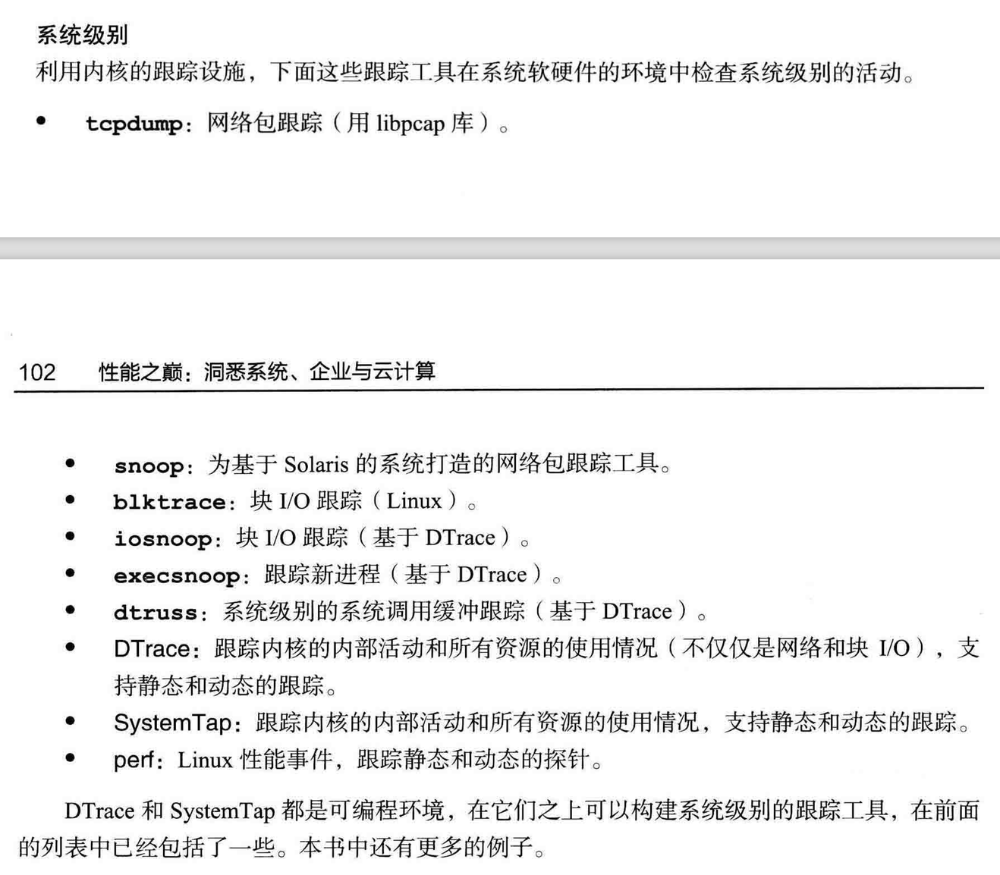 系统级别
利用内核的跟踪设施，下面这些跟踪工具在系统软硬件的环境中检查系统级别的活动。
• tcpdump：网络包跟踪（用 libpcap 库）。
102 性能之巅：洞悉系统、企业与云计算
• snoop：为基于 Solaris 的系统打造的网络包跟踪工具。
• blktrace：块 I/O 跟踪（Linux）。
• iosnoop：块 I/O 跟踪（基于 DTrace）。
• execsnoop：跟踪新进程（基于 DTrace）。
• dtruss：系统级别的系统调用缓冲跟踪（基于 DTrace）。
• DTrace：跟踪内核的内部活动和所有资源的使用情况（不仅仅是网络和块 I/O），支
持静态和动态的跟踪。
• SystemTap：跟踪内核的内部活动和所有资源的使用情况，支持静态和动态的跟踪。
• perf：Linux 性能事件，跟踪静态和动态的探针。
DTrace 和 SystemTap 都是可编程环境，在它们之上可以构建系统级别的跟踪工具，在前面
的列表中已经包括了一些。本书中还有更多的例子。